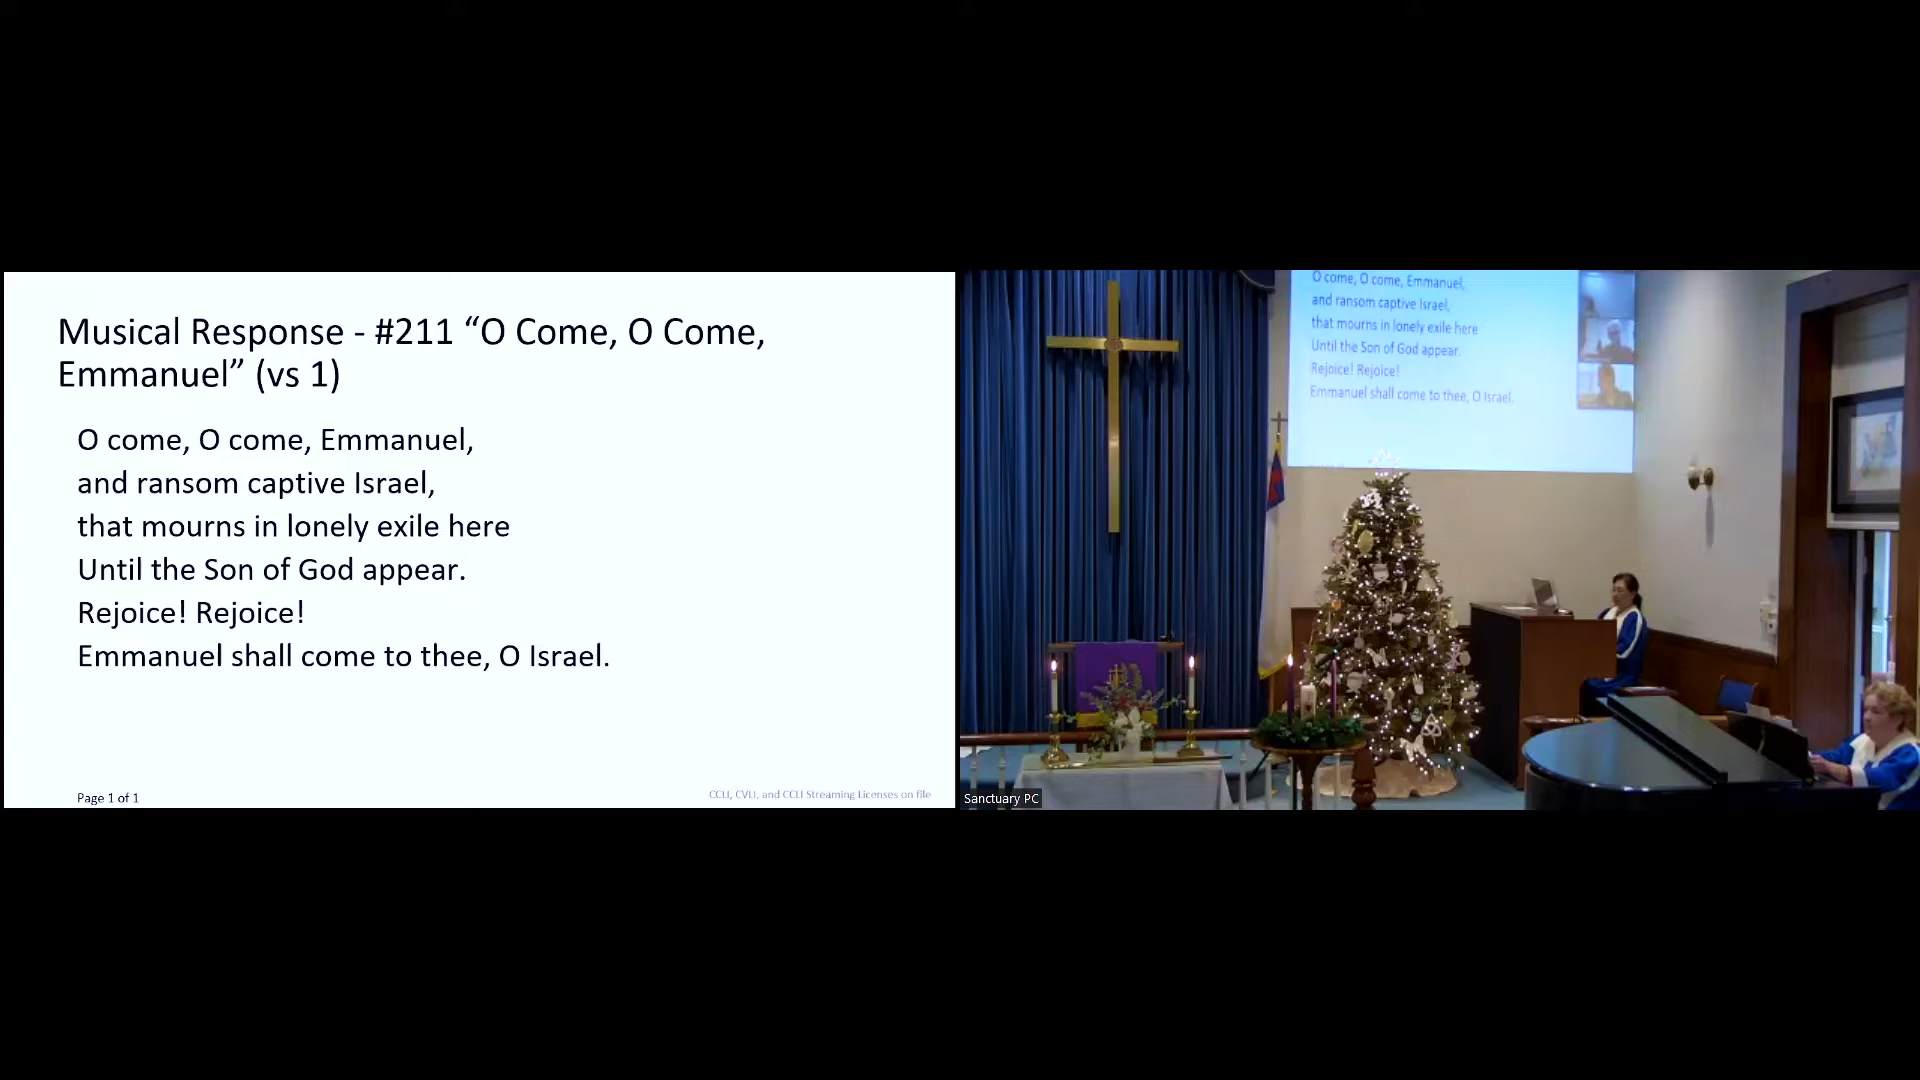 Musical Response - #211 “O Come, O Come,
Emmanuel” (vs 1)
O come, O come, Emmanuel,
and ransom captive Israel,
that mourns in lonely exile here
Until the Son of God appear.
Rejoice! Rejoice!
Emmanuel shall come to thee, O Israel.
Page 1 of 1
CCLI, CVLI, and CCLI Streaming Licenses on file
O come, O come, Emmanuel,
and ransom captive Israel,
that mourns in lonely exile here
Until the Son of God appear.
Rejoice! Rejoice!
Emmanuel shall come to thee, O Israel.
Sanctuary PC